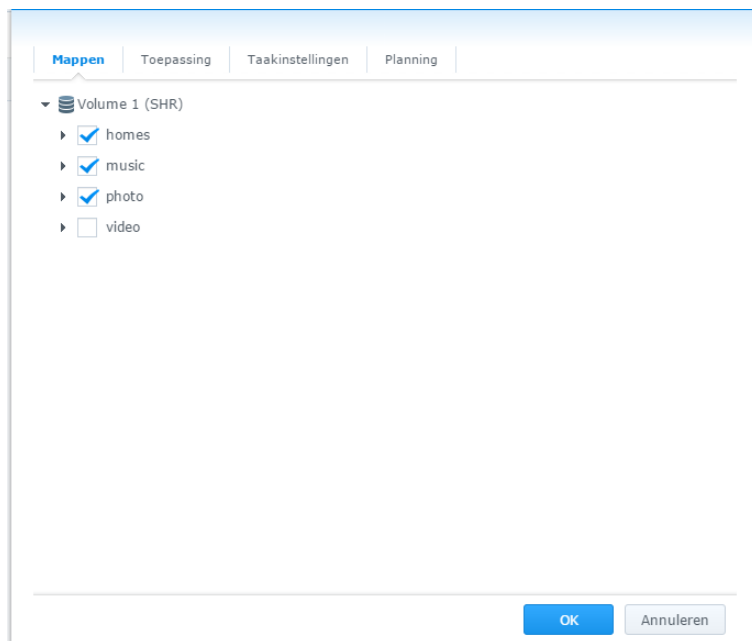 Mappen Toepassing Taakinstellingen Planning
Volume 1 (SHR)
homes
music
photo
video
OK Annuleren